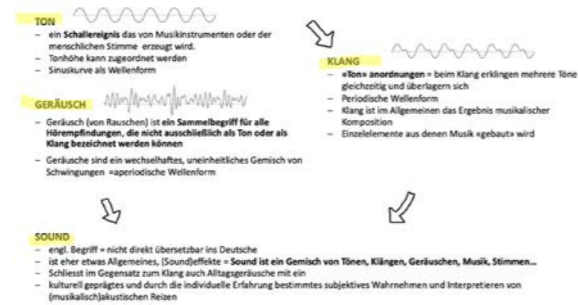 TON
– ein Schallereignis das von Musikinstrumenten oder der
menschlichen Stimme erzeugt wird.
– Tonhöhe kann zugeordnet werden
– Sinuskurve als Wellenform
GERÄUSCH
– Geräusch (von Rauschen) ist ein Sammelbegriff für alle
Hörempfindungen, die nicht ausschließlich als Ton oder als
Klang bezeichnet werden können
– Geräusche sind ein wechselhaftes, uneinheitliches Gemisch von
Schwingungen =aperiodische Wellenform
KLANG
– »Ton« anordnungen = beim Klang erklingen mehrere Töne
gleichzeitig und überlagern sich
– Periodische Wellenform
– Klang ist im Allgemeinen das Ergebnis musikalischer
Komposition
– Einzelelemente aus denen Musik «gebaut» wird
SOUND
– engl. Begriff = nicht direkt übersetzbar ins Deutsche
– ist eher etwas Allgemeines, (Sound)effekte = Sound ist ein Gemisch von Tönen, Klängen, Geräuschen, Musik, Stimmen...
– Schliesst im Gegensatz zum Klang auch Alltagsgeräusche mit ein
– kulturell geprägtes und durch die individuelle Erfahrung bestimmtes subjektives Wahrnehmen und Interpretieren von
(musikalisch)akustischen Reizen